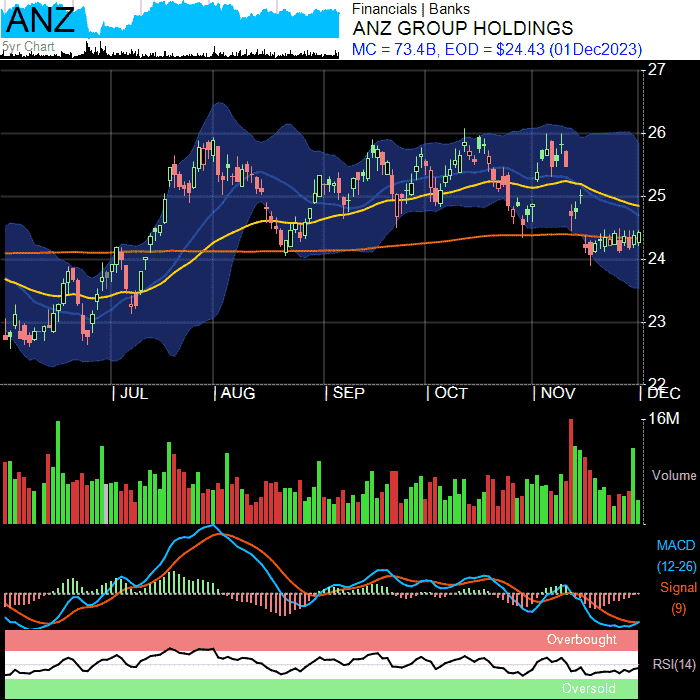 ANZ
5yr Chart
Financials | Banks
ANZ GROUP HOLDINGS
MC = 73.4B, EOD = $24.43 (01Dec2023)
27
26
25
24
23
22
| JUL | AUG | SEP | OCT | NOV | DEC
16M
Volume
MACD
(12-26)
Signal
(9)
Overbought
RSI(14)
Oversold